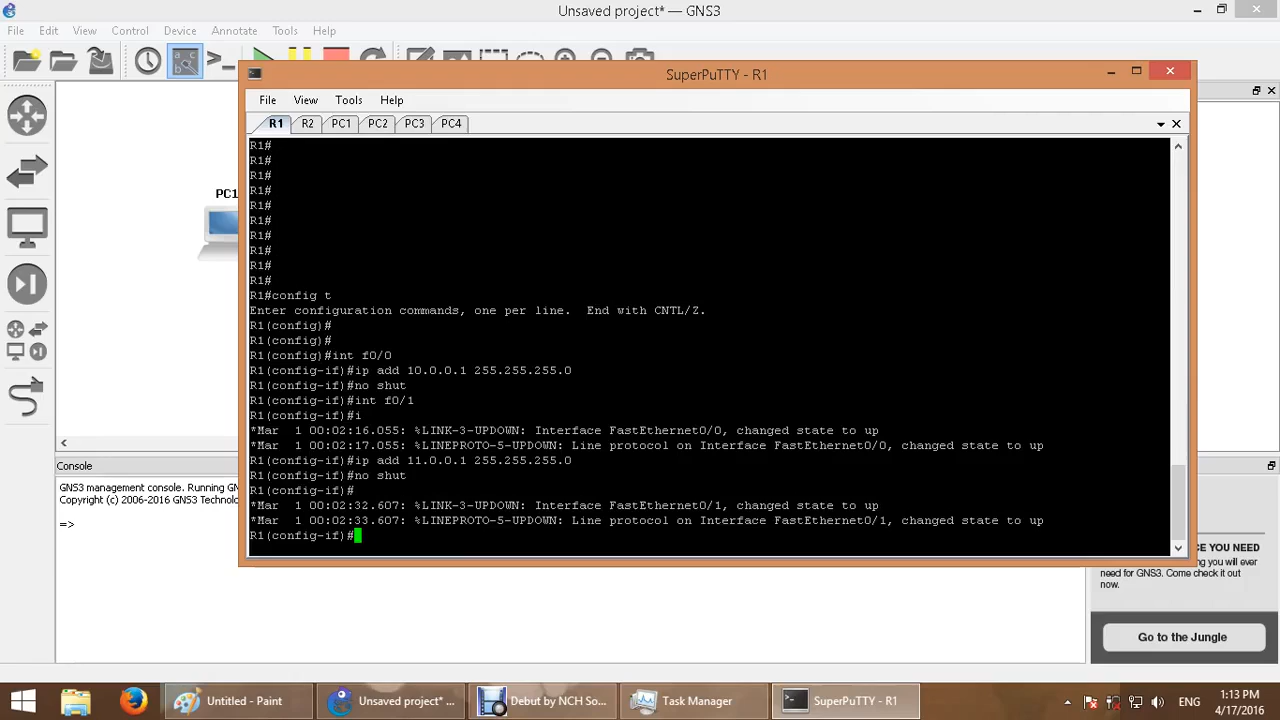 Unsaved project* — GNS3
File Edit View Control Device Annotate Tools Help
SuperPuTTY - R1
File View Tools Help
R1 R2 PC1 PC2 PC3 PC4
R1#
R1#
R1#
R1#
R1#
R1#
R1#
R1#
R1#
R1#
R1#config t
Enter configuration commands, one per line.  End with CNTL/Z.
R1(config)#
R1(config)#
R1(config)#int f0/0
R1(config-if)#ip add 10.0.0.1 255.255.255.0
R1(config-if)#no shut
R1(config-if)#int f0/1
R1(config-if)#i
*Mar  1 00:02:16.055: %LINK-3-UPDOWN: Interface FastEthernet0/0, changed state to up
*Mar  1 00:02:17.055: %LINEPROTO-5-UPDOWN: Line protocol on Interface FastEthernet0/0, changed state to up
R1(config-if)#ip add 11.0.0.1 255.255.255.0
R1(config-if)#no shut
R1(config-if)#
*Mar  1 00:02:32.607: %LINK-3-UPDOWN: Interface FastEthernet0/1, changed state to up
*Mar  1 00:02:33.607: %LINEPROTO-5-UPDOWN: Line protocol on Interface FastEthernet0/1, changed state to up
R1(config-if)#
PC1
Console
GNS3 management console. Running GN
Copyright (c) 2006-2016 GNS3 Technolo
=>
CE YOU NEED
ng you will ever
need for GNS3. Come check it out
now.
Go to the Jungle
Untitled - Paint
Unsaved project* ...
Debut by NCH So...
Task Manager
SuperPuTTY - R1
ENG
1:13 PM
4/17/2016